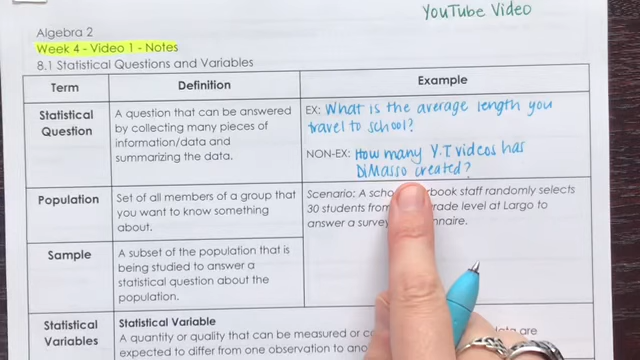 YouTube Video
Algebra 2
Week 4 - Video 1 - Notes
8.1 Statistical Questions and Variables
Term Definition Example
Statistical Question
A question that can be answered
by collecting many pieces of
information/data and
summarizing the data.
EX: What is the average length you
travel to school?
NON-EX: How many Y.T videos has
DiMasso created?
Population
Set of all members of a group that
you want to know something
about.
Scenario: A school yearbook staff randomly selects
30 students from grade level at Largo to
answer a survey
Sample
A subset of the population that is
being studied to answer a
statistical question about the
population.
Statistical
Variables
Statistical Variable
A quantity or quality that can be measured or are
expected to differ from one observation to